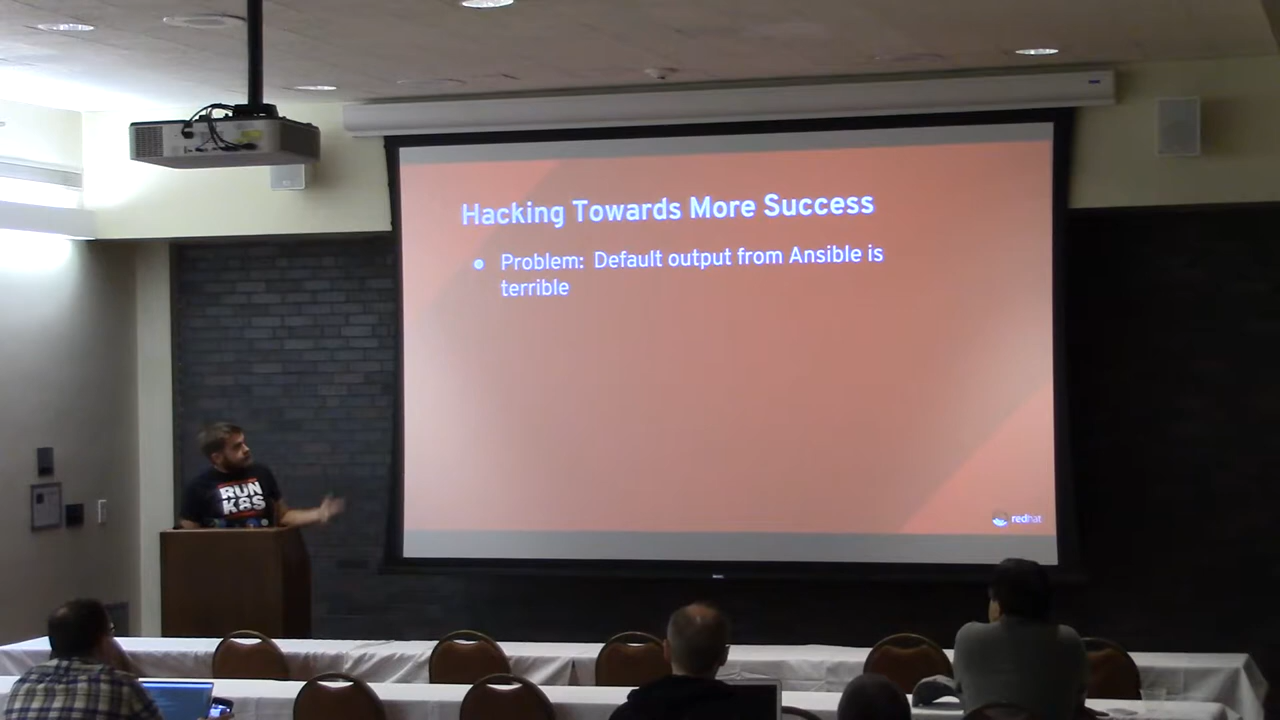 Hacking Towards More Success
Problem: Default output from Ansible is
terrible
redhat
RUN
K8S